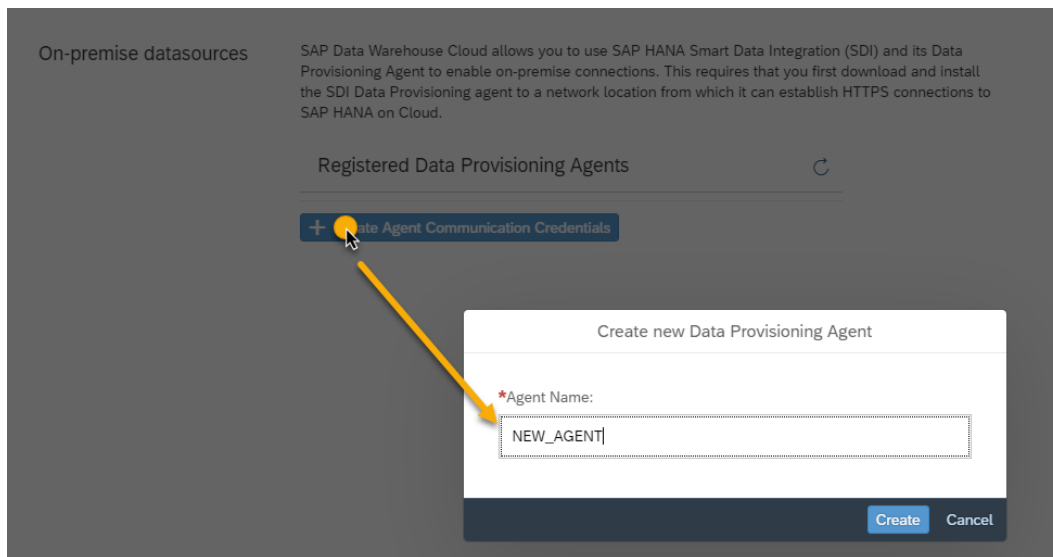 On-premise datasources
SAP Data Warehouse Cloud allows you to use SAP HANA Smart Data Integration (SDI) and its Data
Provisioning Agent to enable on-premise connections. This requires that you first download and install
the SDI Data Provisioning agent to a network location from which it can establish HTTPS connections to
SAP HANA on Cloud.
Registered Data Provisioning Agents
ate Agent Communication Credentials
Create new Data Provisioning Agent
*Agent Name:
NEW_AGENT
Create Cancel